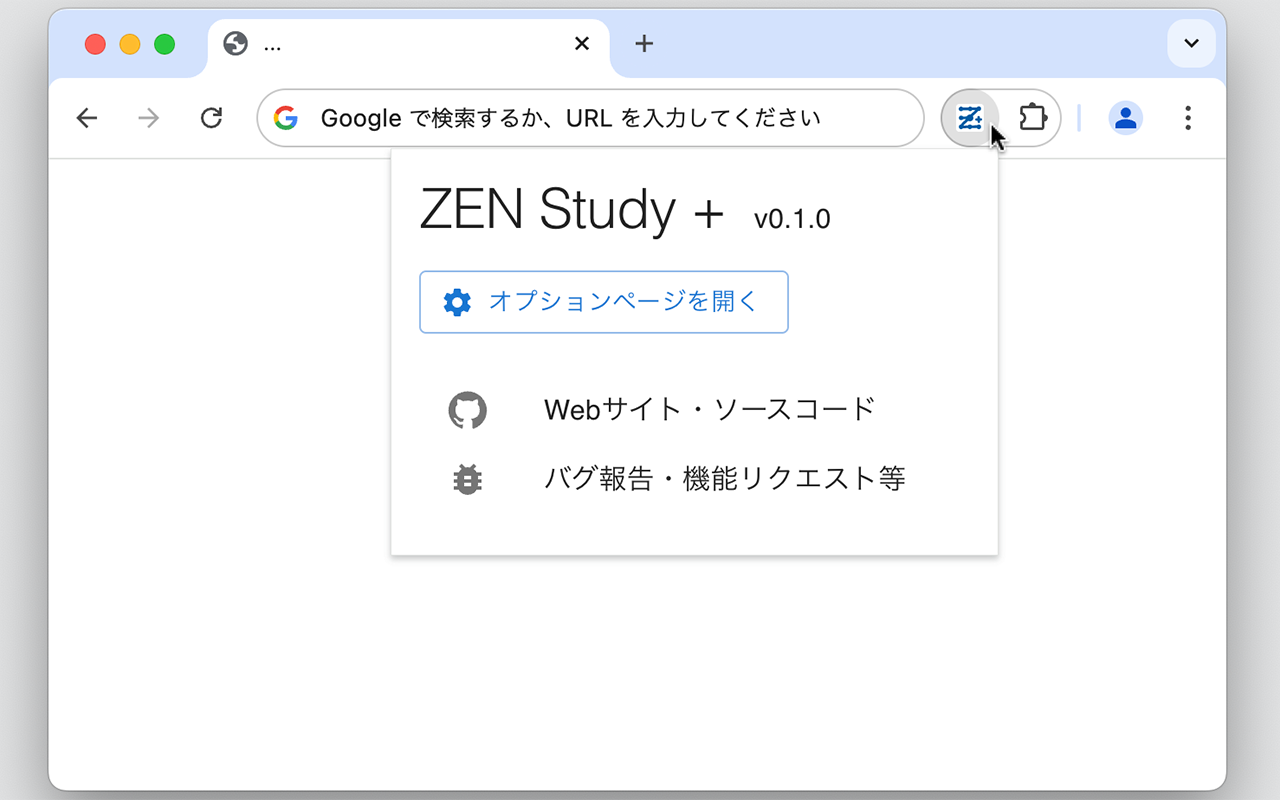 ...
Google で検索するか、URL を入力してください
ZEN Study + v0.1.0
オプションページを開く
Webサイト・ソースコード
バグ報告・機能リクエスト等